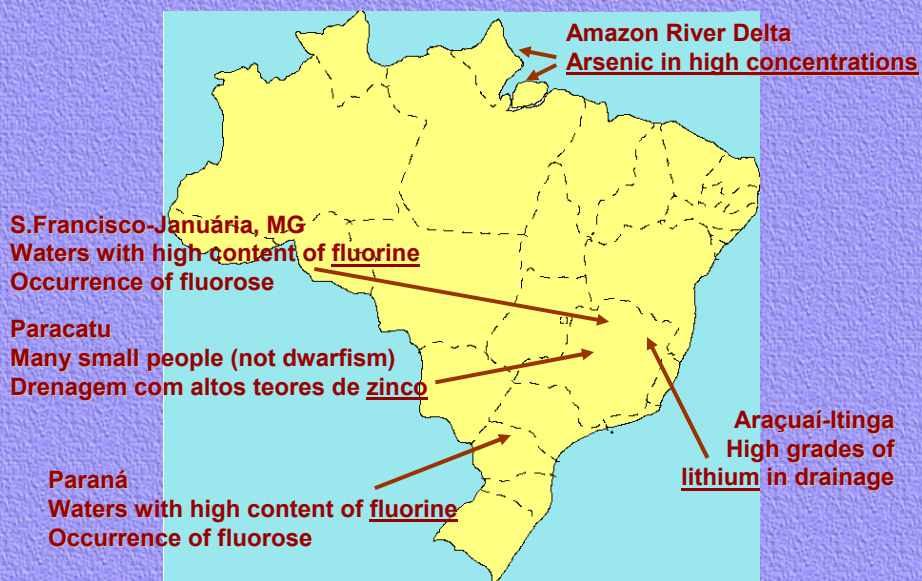 Amazon River Delta
Arsenic in high concentrations
S.Francisco-Januária, MG
Waters with high content of fluorine
Occurrence of fluorose
Paracatu
Many small people (not dwarfism)
Drenagem com altos teores de zinco
Araçuaí-Itinga
High grades of
lithium in drainage
Paraná
Waters with high content of fluorine
Occurrence of fluorose